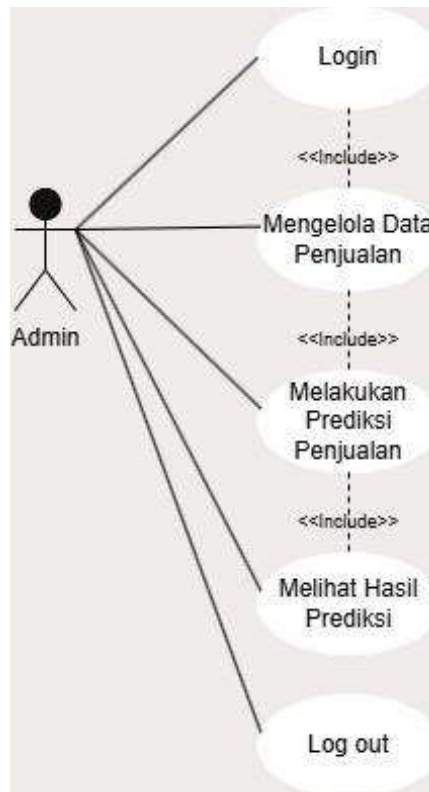 Login
<<Include>>
Mengelola Data
Penjualan
Admin
<<Include>>
Melakukan
Prediksi
Penjualan
<<Include>>
Melihat Hasil
Prediksi
Log out